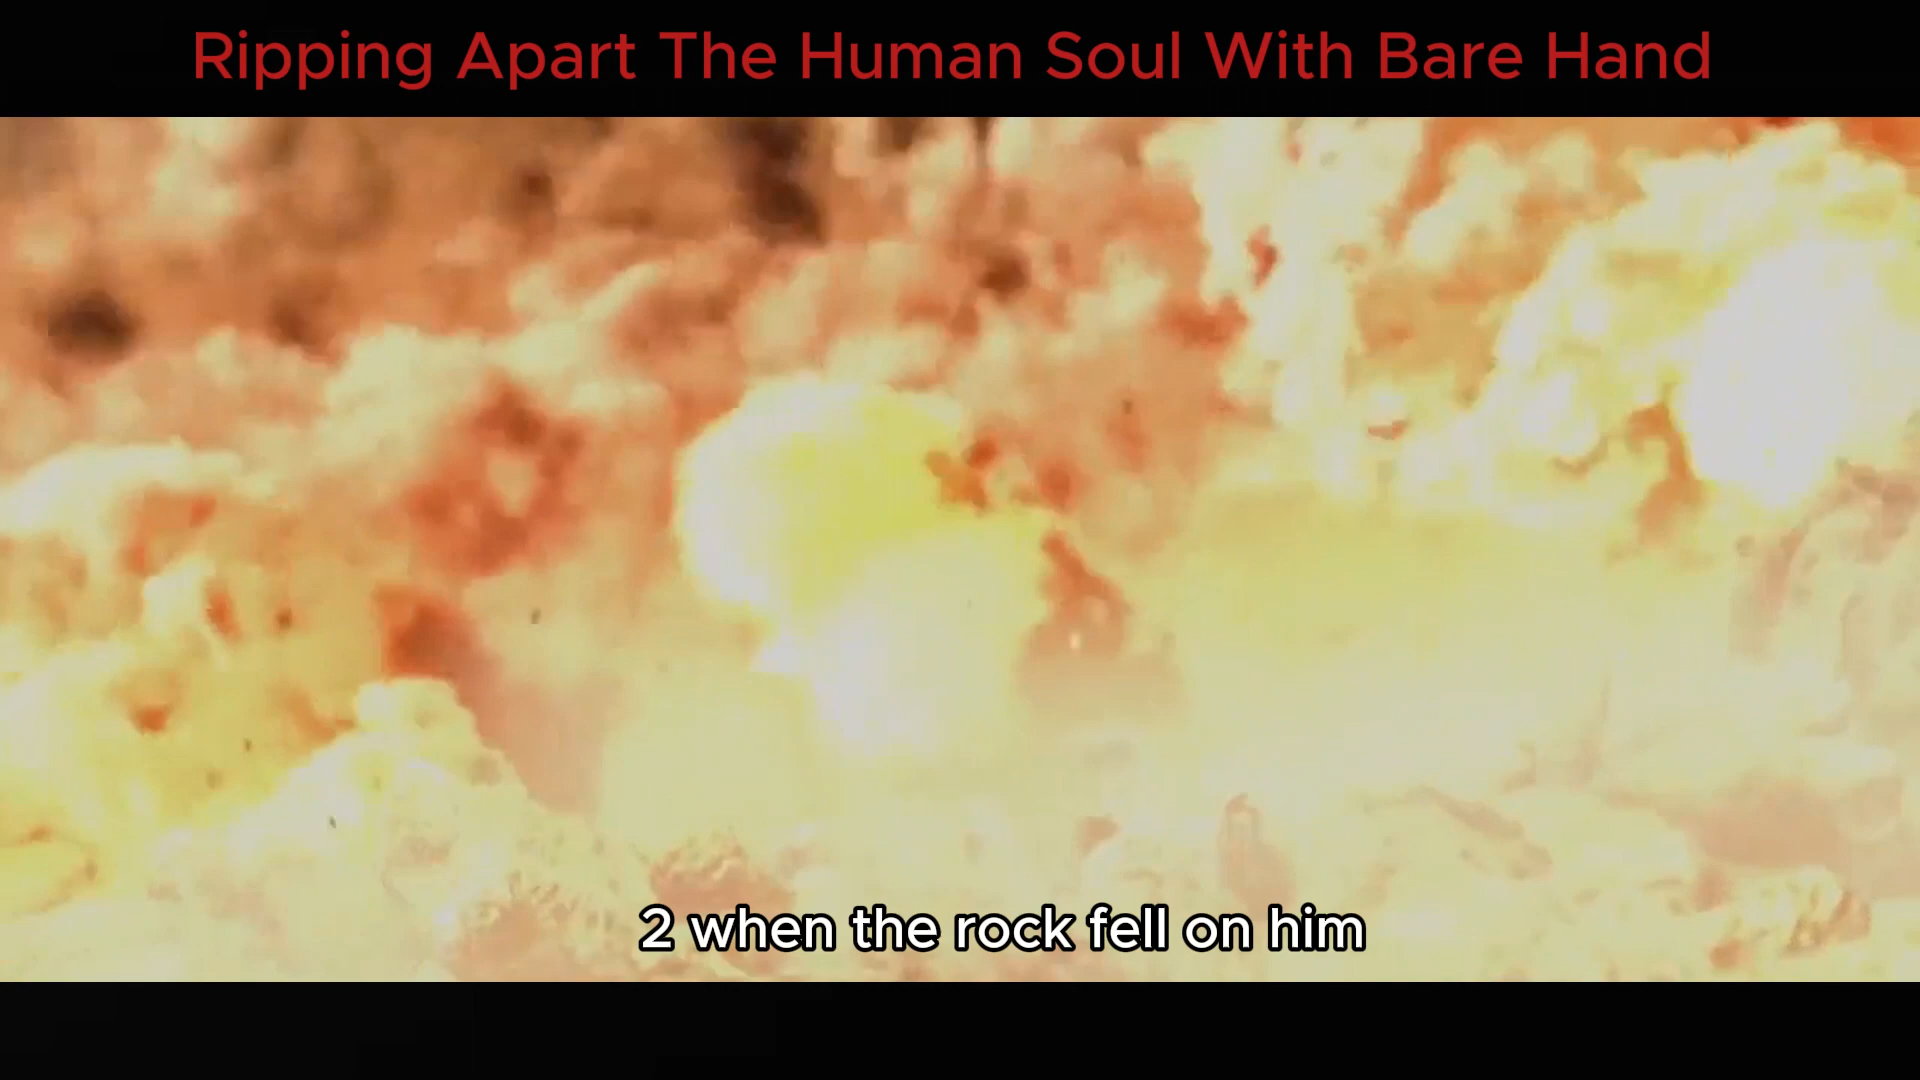 Ripping Apart The Human Soul With Bare Hand
2 when the rock fell on him